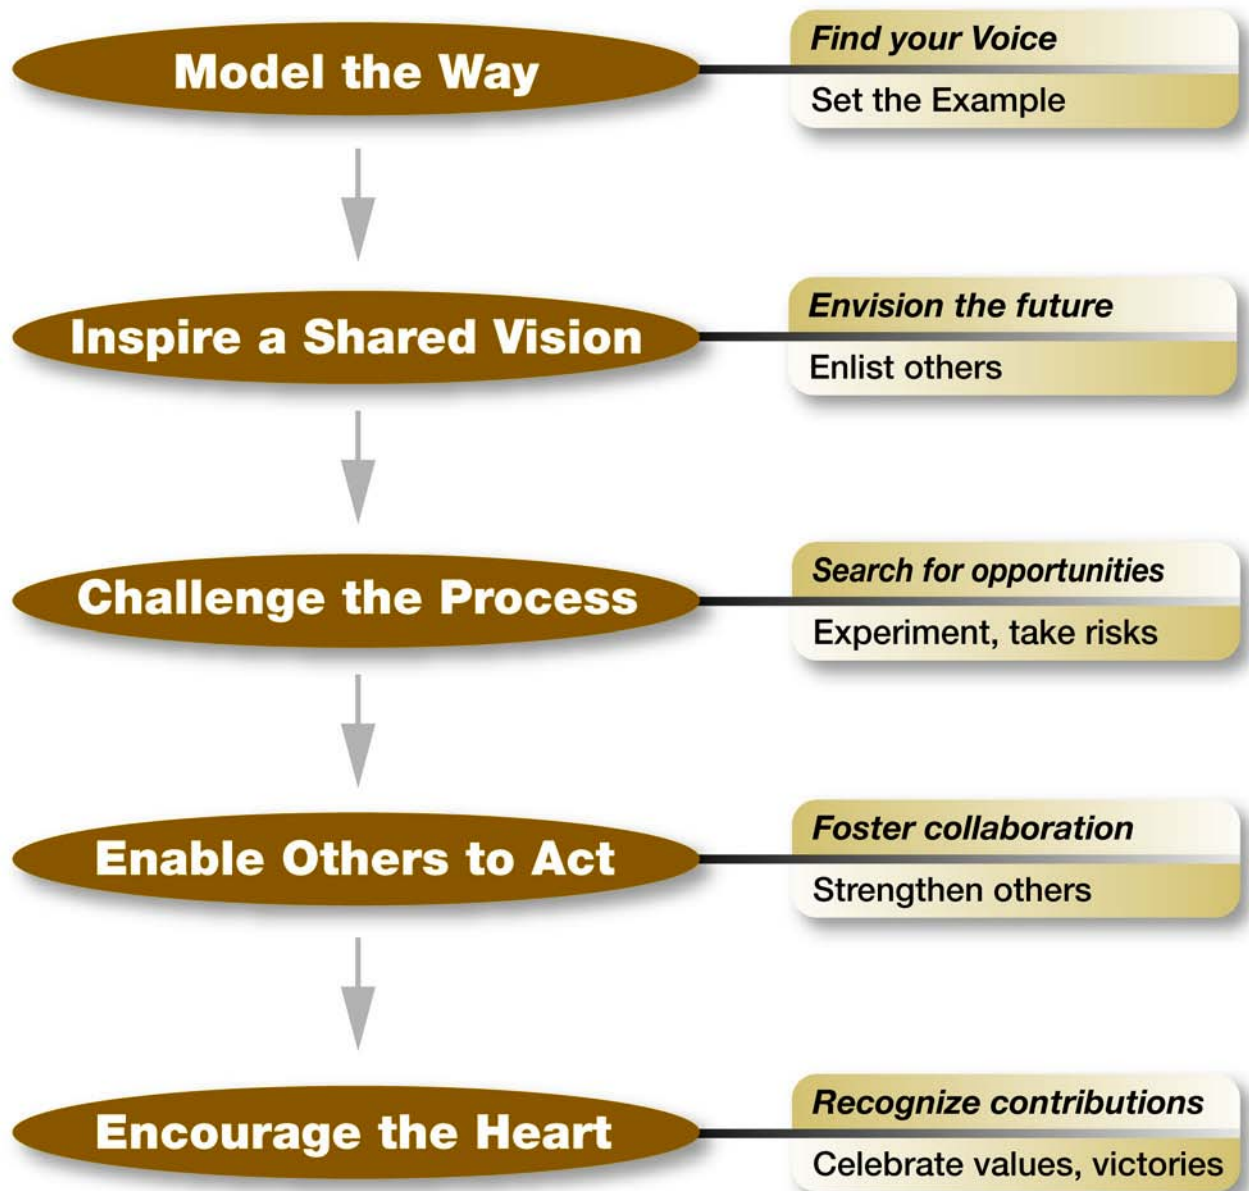 Model the Way
Find your Voice
Set the Example
Inspire a Shared Vision
Envision the future
Enlist others
Challenge the Process
Search for opportunities
Experiment, take risks
Enable Others to Act
Foster collaboration
Strengthen others
Encourage the Heart
Recognize contributions
Celebrate values, victories